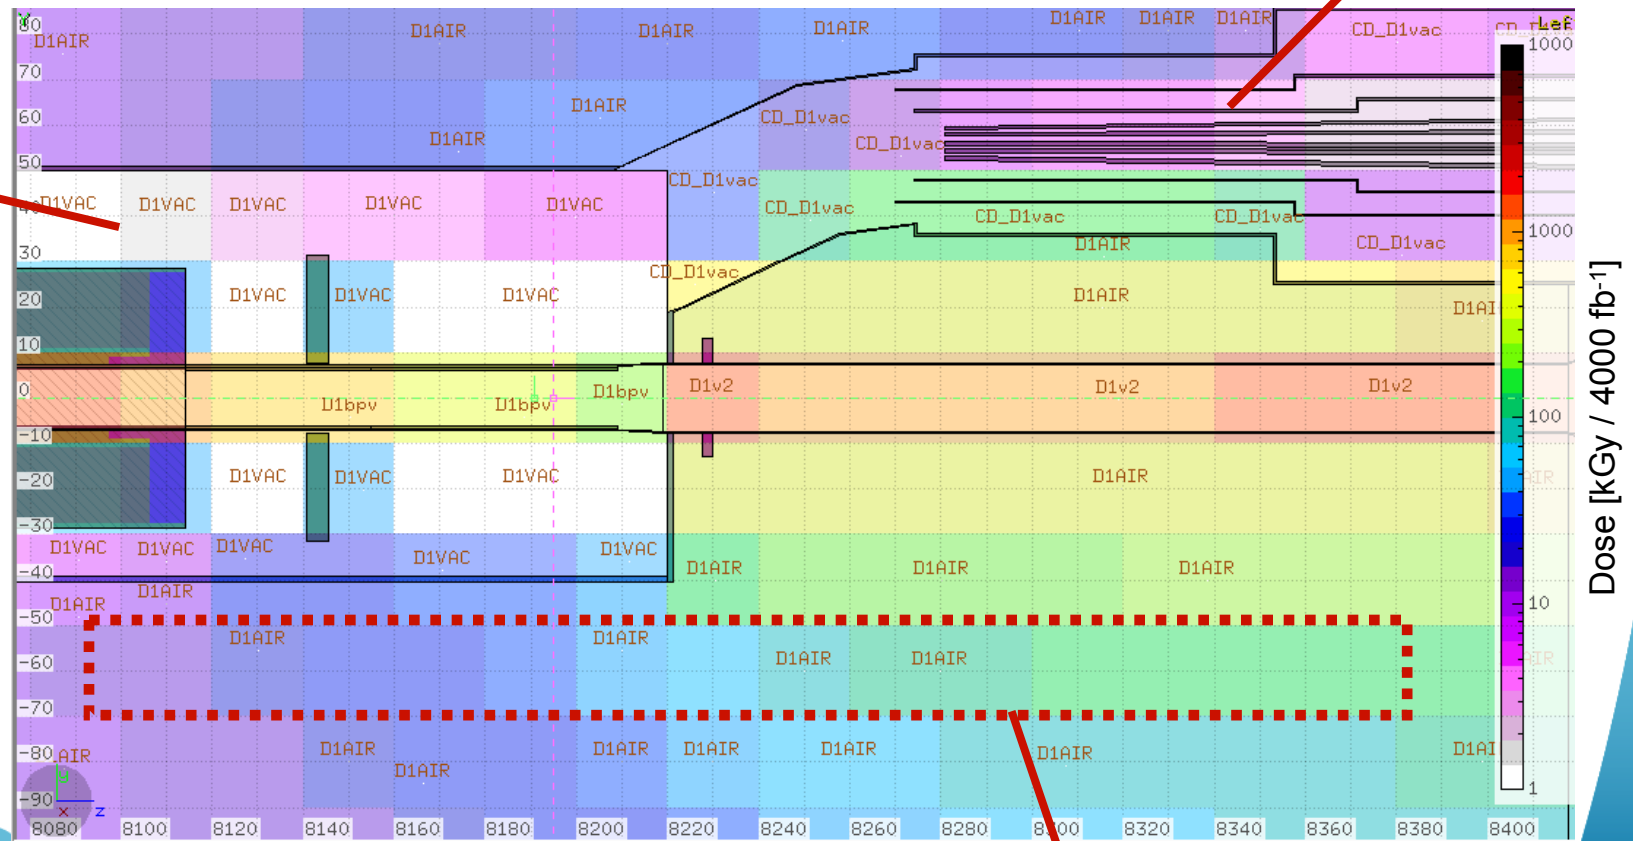 Y
80 D1AIR D1AIR D1AIR D1AIR D1AIR D1AIR D1AIR CD_D1vac
1000
70
60 D1AIR D1AIR CD_D1vac CD_D1vac
50
D1VAC D1VAC D1VAC D1VAC D1VAC CD_D1vac CD_D1vac CD_D1vac CD_D1vac
1000
30 D1AIR CD_D1vac
CD_D1vac
20 D1VAC D1VAC D1VAC D1AIR
10
0 D1bpv D1bpv D1bpv D1v2 D1v2 D1v2
100
-10
-20 D1VAC D1VAC D1VAC D1AIR
-30
D1VAC D1VAC D1VAC D1VAC D1VAC
-40 D1AIR D1AIR D1AIR
D1AIR D1AIR
10
-50
D1AIR D1AIR
-60 D1AIR D1AIR
-70
-80 AIR D1AIR D1AIR D1AIR D1AIR D1AIR
D1AIR
y
-90 x z
1
8080 8100 8120 8140 8160 8180 8200 8220 8240 8260 8280 8300 8320 8340 8360 8380 8400
Dose [kGy / 4000 fb-1]